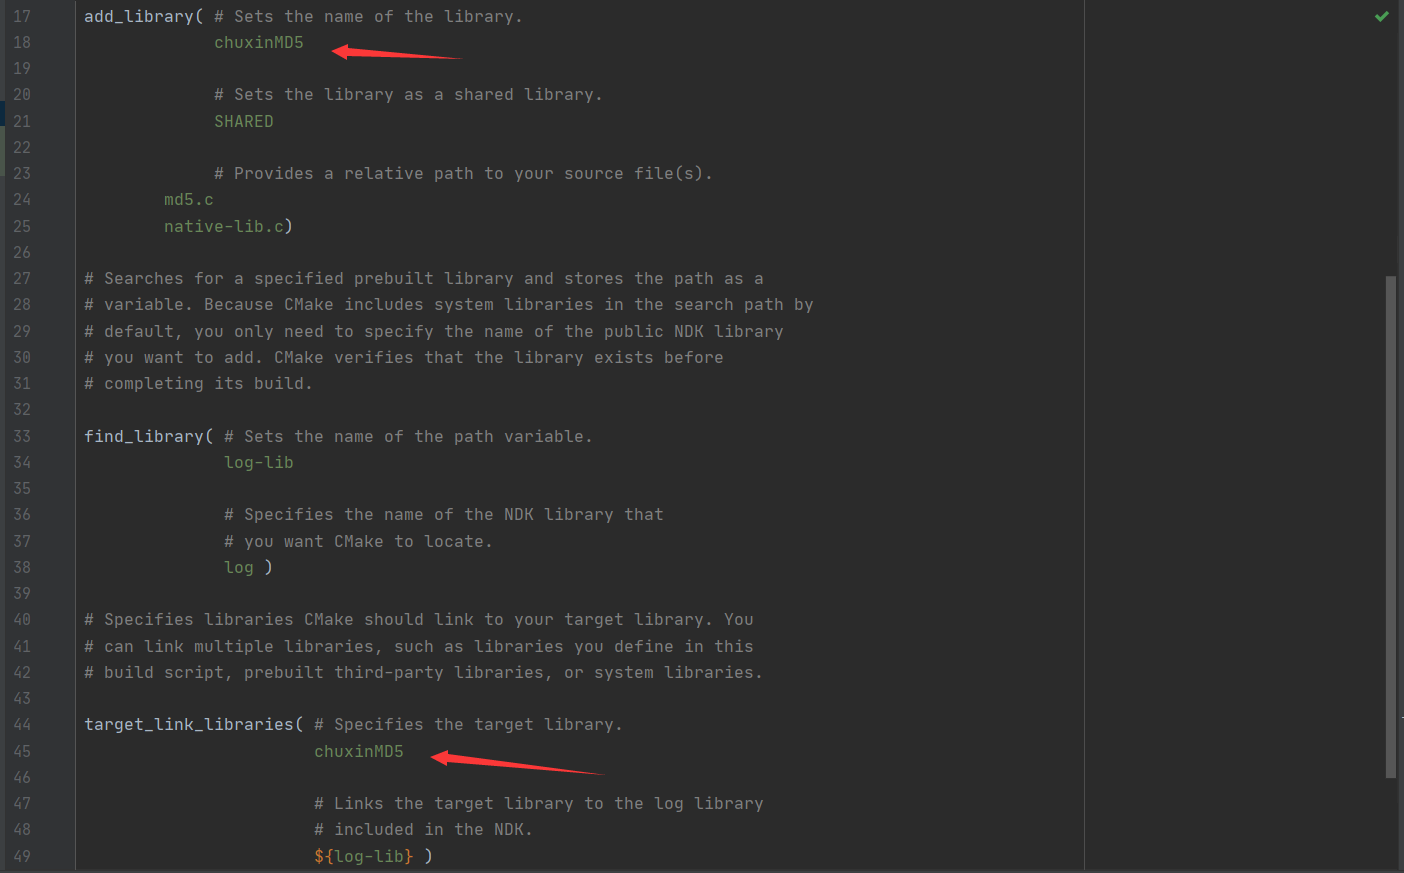 17 add_library( # Sets the name of the library.
18 chuxinMD5
19
20 # Sets the library as a shared library.
21 SHARED
22
23 # Provides a relative path to your source file(s).
24 md5.c
25 native-lib.c)
26
27 # Searches for a specified prebuilt library and stores the path as a
28 # variable. Because CMake includes system libraries in the search path by
29 # default, you only need to specify the name of the public NDK library
30 # you want to add. CMake verifies that the library exists before
31 # completing its build.
32
33 find_library( # Sets the name of the path variable.
34 log-lib
35
36 # Specifies the name of the NDK library that
37 # you want CMake to locate.
38 log )
39
40 # Specifies libraries CMake should link to your target library. You
41 # can link multiple libraries, such as libraries you define in this
42 # build script, prebuilt third-party libraries, or system libraries.
43
44 target_link_libraries( # Specifies the target library.
45 chuxinMD5
46
47 # Links the target library to the log library
48 # included in the NDK.
49 ${log-lib} )